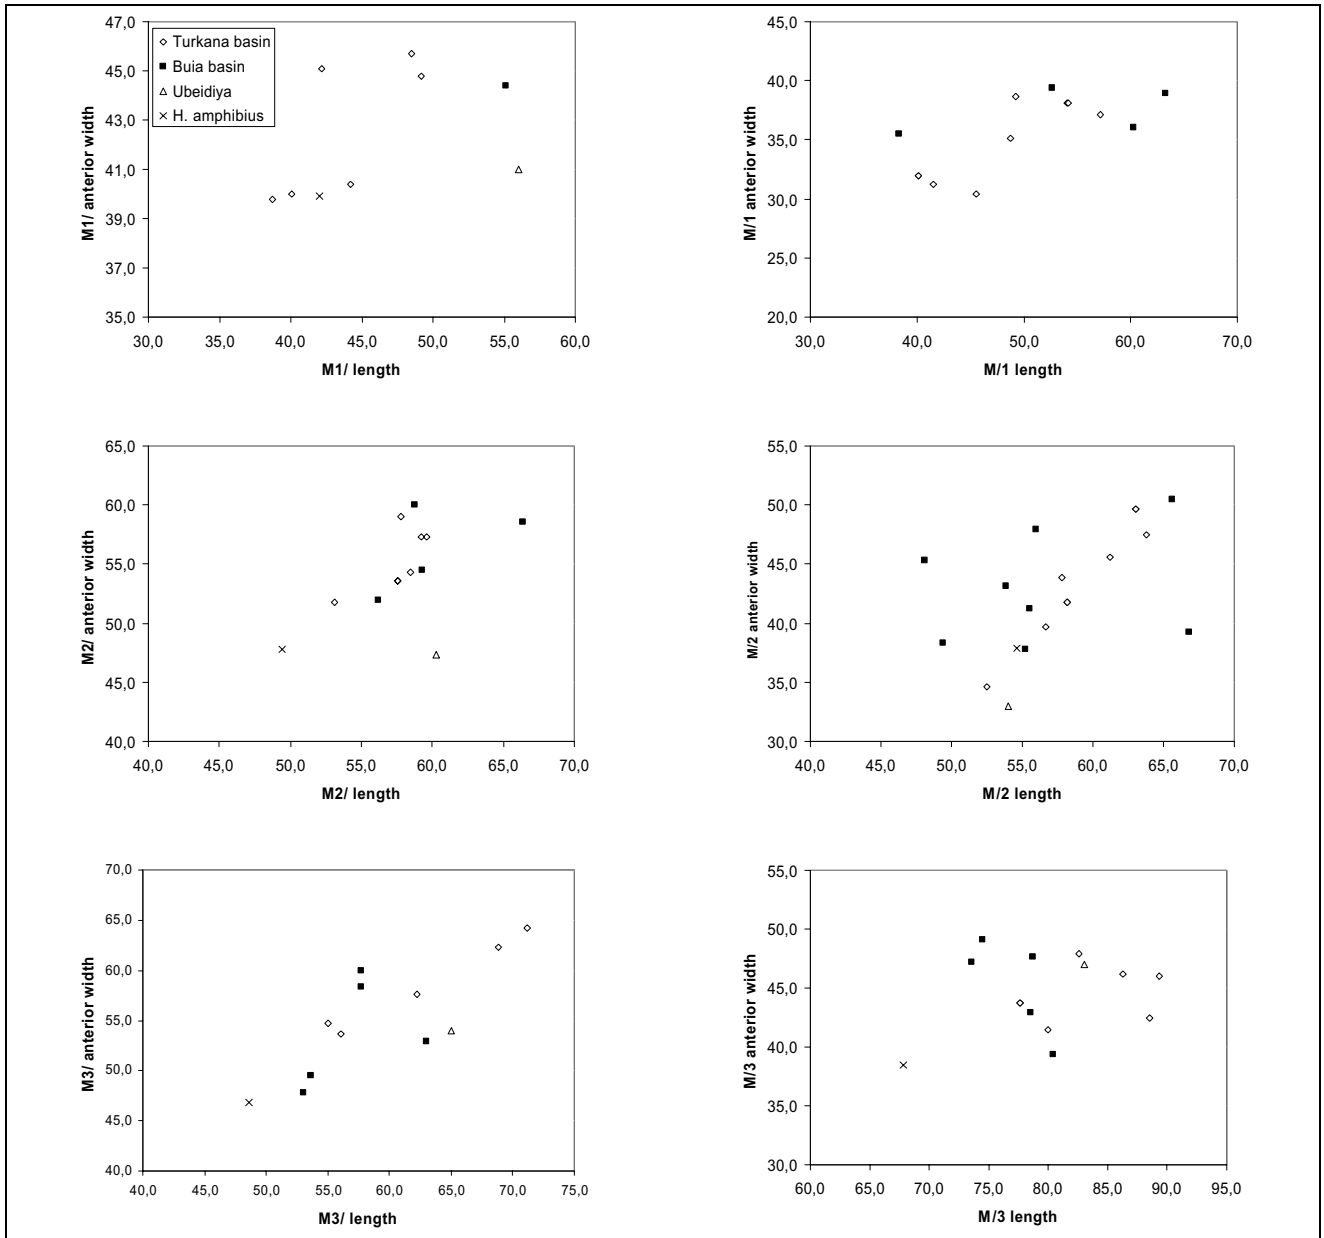 47,0
45,0
43,0
41,0
39,0
37,0
35,0
30,0 35,0 40,0 45,0 50,0 55,0 60,0
M1/ anterior width
M1/ length
Turkana basin
Buia basin
Ubeidiya
H. amphibius
45,0
40,0
35,0
30,0
25,0
20,0
30,0 40,0 50,0 60,0 70,0
M/1 anterior width
M/1 length
65,0
60,0
55,0
50,0
45,0
40,0
40,0 45,0 50,0 55,0 60,0 65,0 70,0
M2/ anterior width
M2/ length
55,0
50,0
45,0
40,0
35,0
30,0
40,0 45,0 50,0 55,0 60,0 65,0 70,0
M/2 anterior width
M/2 length
70,0
65,0
60,0
55,0
50,0
45,0
40,0
40,0 45,0 50,0 55,0 60,0 65,0 70,0 75,0
M3/ anterior width
M3/ length
55,0
50,0
45,0
40,0
35,0
30,0
60,0 65,0 70,0 75,0 80,0 85,0 90,0 95,0
M/3 anterior width
M/3 length